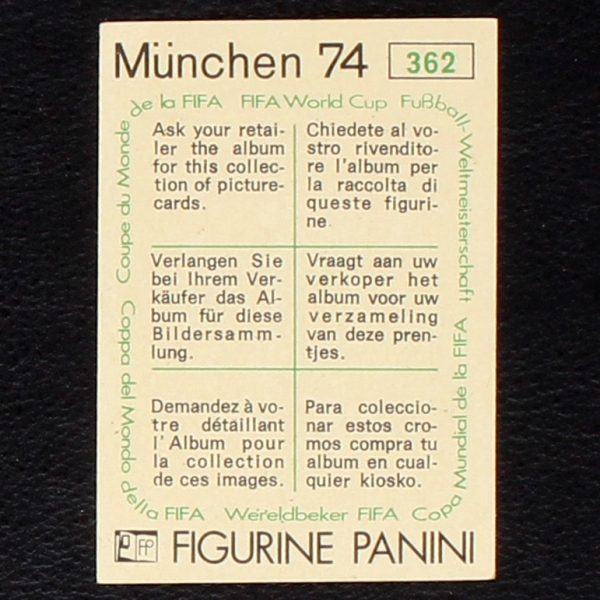 München 74 362
de la FIFA FIFA World Cup Fußball-Weltmeisterschaft
Ask your retai-
ler the album
for this collec-
tion of picture-
cards.
Chiedete al vo-
stro rivendito-
re l'album per
la raccolta di
queste figuri-
ne.
Verlangen Sie
bei Ihrem Ver-
käufer das Al-
bum für diese
Bildersamm-
lung.
Vraagt aan uw
verkoper het
album voor uw
verzameling
van deze pren-
tjes.
Demandez à vo-
tre détaillant
l'Album pour
la collection
de ces images.
Para coleccio-
nar estos cro-
mos compra tu
album en cual-
quier kiosko.
Coupe du Monde
Coppa del Mondo
della FIFA Wereldbeker FIFA Copa Mundial de la FIFA
FP FIGURINE PANINI